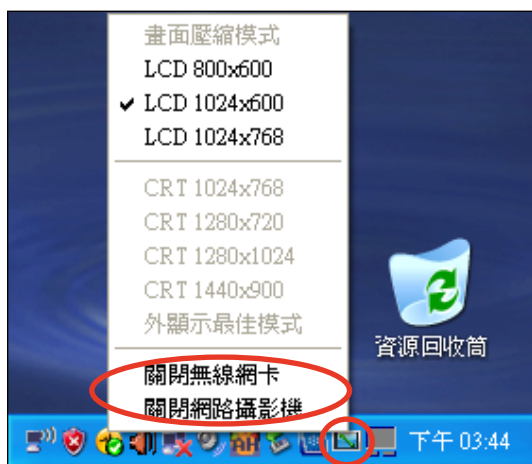 畫面壓縮模式
LCD 800x600
LCD 1024x600
LCD 1024x768
CRT 1024x768
CRT 1280x720
CRT 1280x1024
CRT 1440x900
外顯示最佳模式
資源回收筒
關閉無線網卡
關閉網路攝影機
下午 03:44